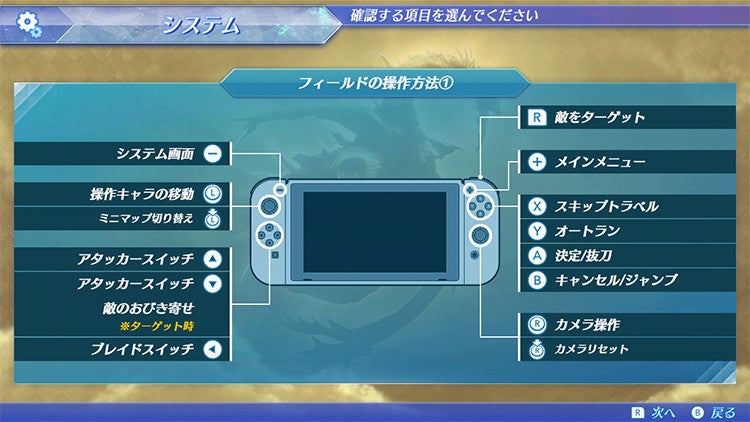 システム
確認する項目を選んでください
フィールドの操作方法①
システム画面 －
操作キャラの移動 L
ミニマップ切り替え L
アタッカースイッチ ▲
アタッカースイッチ ▼
敵のおびき寄せ
※ターゲット時
ブレイドスイッチ ◀
R 敵をターゲット
＋ メインメニュー
X スキップトラベル
Y オートラン
A 決定/抜刀
B キャンセル/ジャンプ
R カメラ操作
R カメラリセット
R 次へ B 戻る